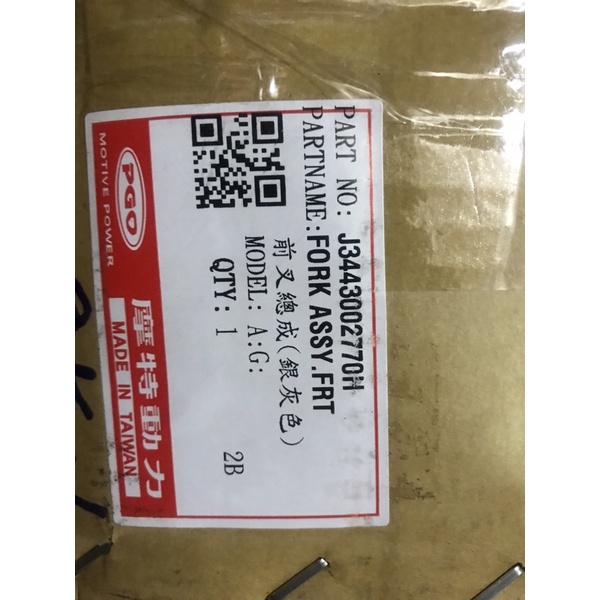 PART NO: J3443002770H
PARTNAME:FORK ASSY.FRT
前叉總成(銀灰色)
MODEL: A:G:
QTY: 1
2B
PGO
MOTIVE POWER
摩特動力
MADE IN TAIWAN